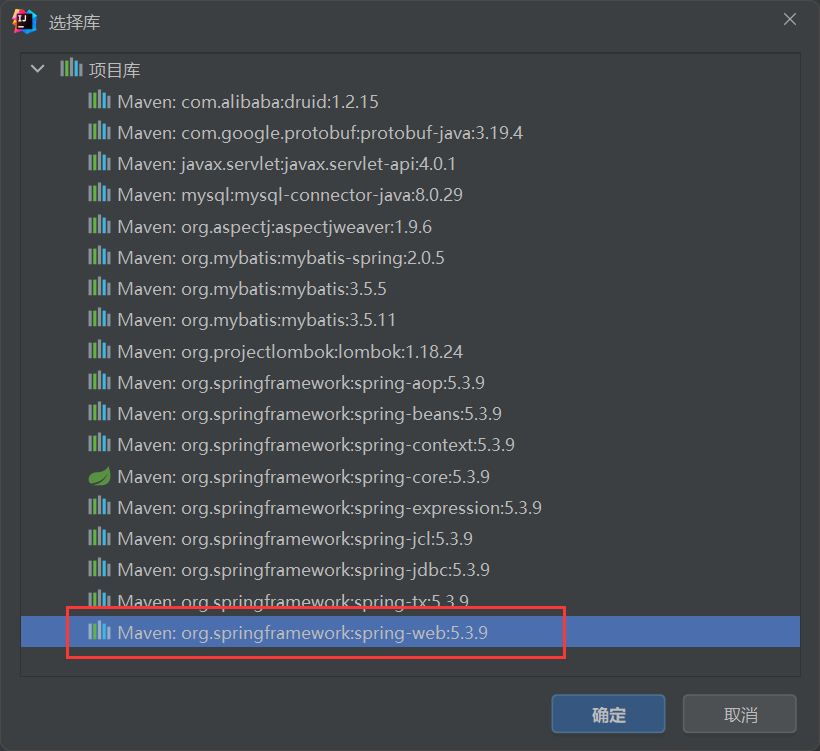 选择库
项目库
Maven: com.alibaba:druid:1.2.15
Maven: com.google.protobuf:protobuf-java:3.19.4
Maven: javax.servlet:javax.servlet-api:4.0.1
Maven: mysql:mysql-connector-java:8.0.29
Maven: org.aspectj:aspectjweaver:1.9.6
Maven: org.mybatis:mybatis-spring:2.0.5
Maven: org.mybatis:mybatis:3.5.5
Maven: org.mybatis:mybatis:3.5.11
Maven: org.projectlombok:lombok:1.18.24
Maven: org.springframework:spring-aop:5.3.9
Maven: org.springframework:spring-beans:5.3.9
Maven: org.springframework:spring-context:5.3.9
Maven: org.springframework:spring-core:5.3.9
Maven: org.springframework:spring-expression:5.3.9
Maven: org.springframework:spring-jcl:5.3.9
Maven: org.springframework:spring-jdbc:5.3.9
Maven: org.springframework:spring-tx:5.3.9
Maven: org.springframework:spring-web:5.3.9
确定
取消